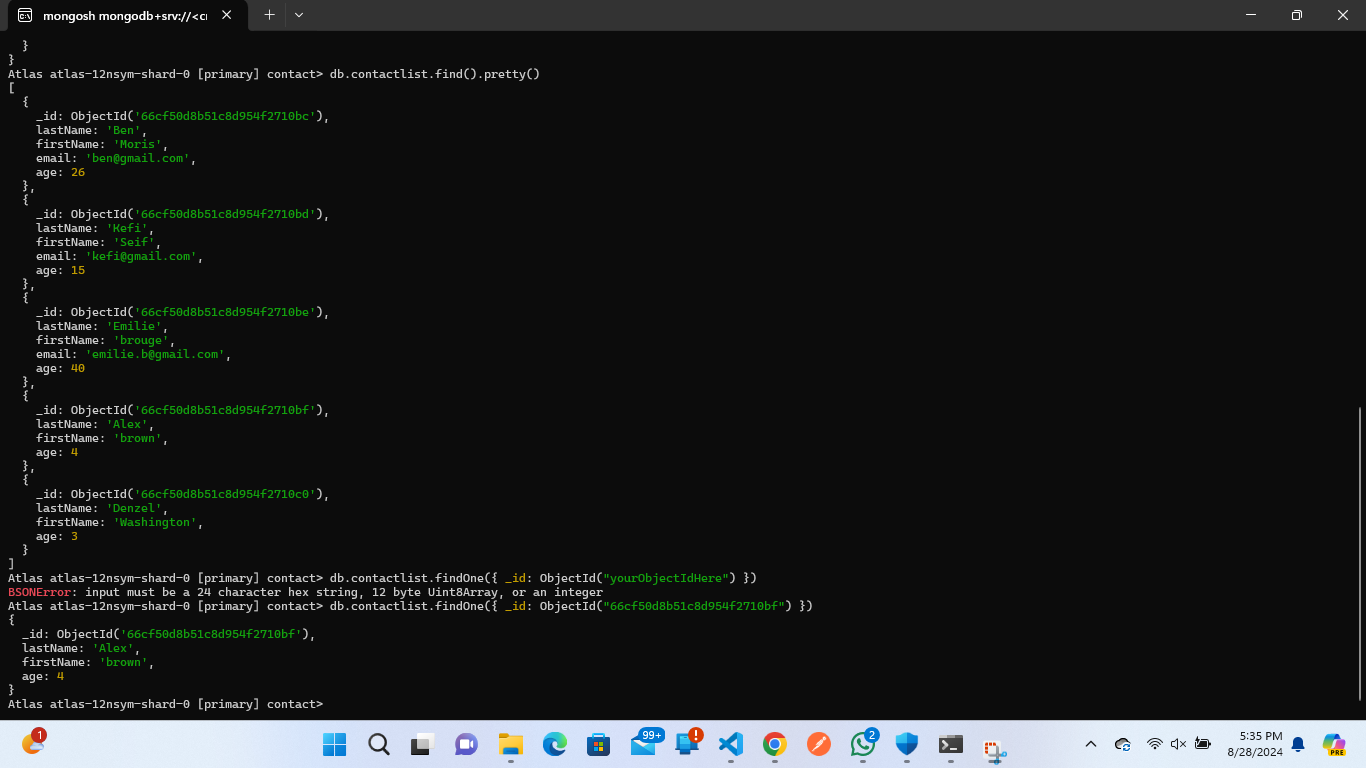 mongosh mongodb+srv://<cr
}
}
Atlas atlas-12nsym-shard-0 [primary] contact> db.contactlist.find().pretty()
[
{
_id: ObjectId('66cf50d8b51c8d954f2710bc'),
lastName: 'Ben',
firstName: 'Moris',
email: 'ben@gmail.com',
age: 26
},
{
_id: ObjectId('66cf50d8b51c8d954f2710bd'),
lastName: 'Kefi',
firstName: 'Seif',
email: 'kefi@gmail.com',
age: 15
},
{
_id: ObjectId('66cf50d8b51c8d954f2710be'),
lastName: 'Emilie',
firstName: 'brouge',
email: 'emilie.b@gmail.com',
age: 40
},
{
_id: ObjectId('66cf50d8b51c8d954f2710bf'),
lastName: 'Alex',
firstName: 'brown',
age: 4
},
{
_id: ObjectId('66cf50d8b51c8d954f2710c0'),
lastName: 'Denzel',
firstName: 'Washington',
age: 3
}
]
Atlas atlas-12nsym-shard-0 [primary] contact> db.contactlist.findOne({ _id: ObjectId("yourObjectIdHere") })
BSONError: input must be a 24 character hex string, 12 byte Uint8Array, or an integer
Atlas atlas-12nsym-shard-0 [primary] contact> db.contactlist.findOne({ _id: ObjectId("66cf50d8b51c8d954f2710bf") })
{
_id: ObjectId('66cf50d8b51c8d954f2710bf'),
lastName: 'Alex',
firstName: 'brown',
age: 4
}
Atlas atlas-12nsym-shard-0 [primary] contact>
1
99+
!
2
5:35 PM
8/28/2024
PRE